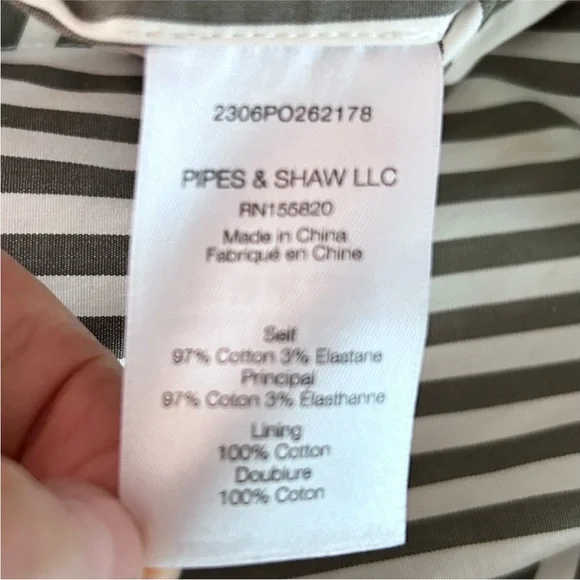 2306PO262178
PIPES & SHAW LLC
RN155820
Made in China
Fabriqué en Chine
Self
97% Cotton 3% Elastane
Principal
97% Coton 3% Élasthanne
Lining
100% Cotton
Doublure
100% Coton